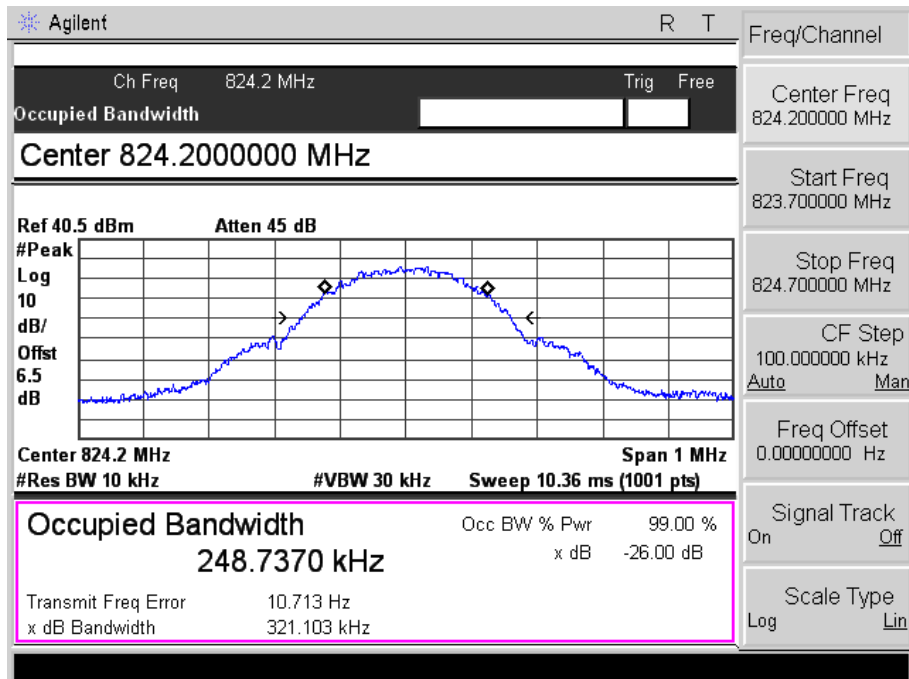 Agilent R T
Ch Freq 824.2 MHz Trig Free
Occupied Bandwidth
Center 824.2000000 MHz
Ref 40.5 dBm Atten 45 dB
#Peak
Log
10
dB/
Offst
6.5
dB
Center 824.2 MHz Span 1 MHz
#Res BW 10 kHz #VBW 30 kHz Sweep 10.36 ms (1001 pts)
Occupied Bandwidth
248.7370 kHz
Occ BW % Pwr 99.00 %
x dB -26.00 dB
Transmit Freq Error 10.713 Hz
x dB Bandwidth 321.103 kHz
Freq/Channel
Center Freq
824.200000 MHz
Start Freq
823.700000 MHz
Stop Freq
824.700000 MHz
CF Step
100.000000 kHz
Auto Man
Freq Offset
0.00000000 Hz
Signal Track
On Off
Scale Type
Log Lin